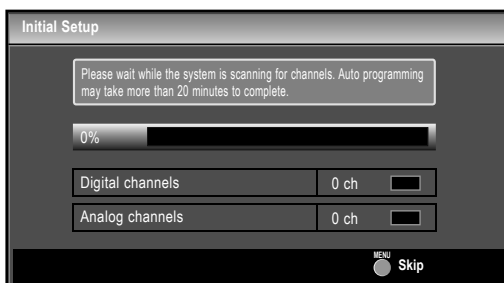 Initial Setup
Please wait while the system is scanning for channels. Auto programming
may take more than 20 minutes to complete.
0%
Digital channels 0 ch
Analog channels 0 ch
MENU Skip